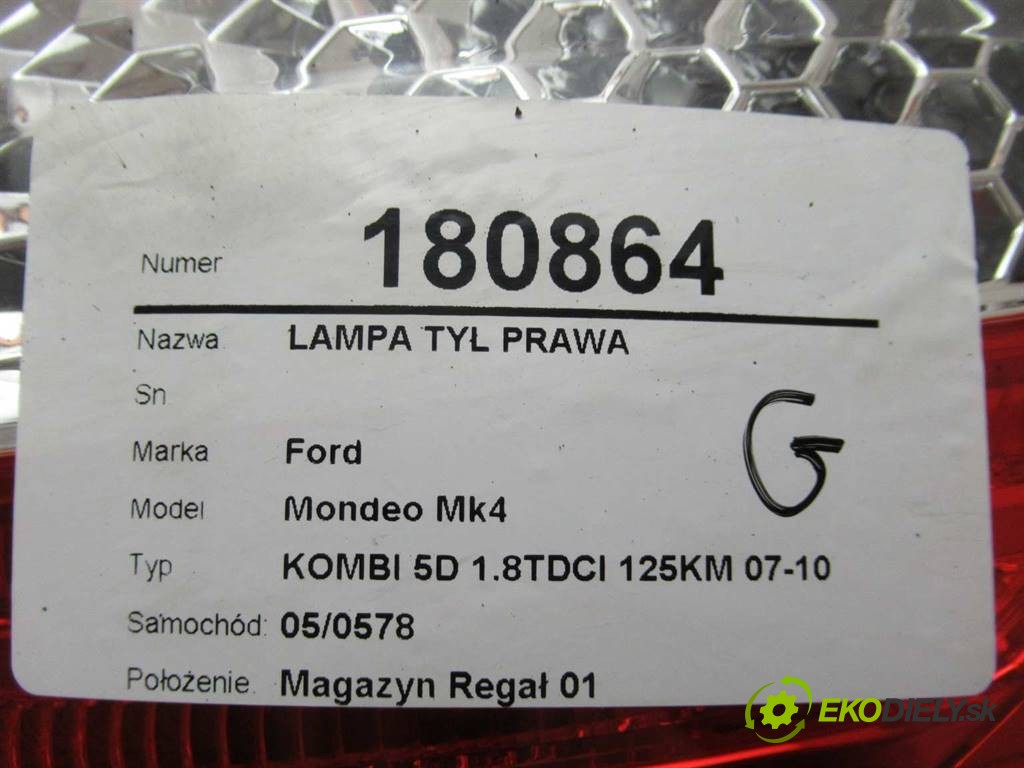 Numer 180864
Nazwa LAMPA TYŁ PRAWA
Sn
Marka Ford
Model Mondeo Mk4
Typ KOMBI 5D 1.8TDCI 125KM 07-10
Samochód: 05/0578
Położenie Magazyn Regał 01
G
EKODIELY.sk